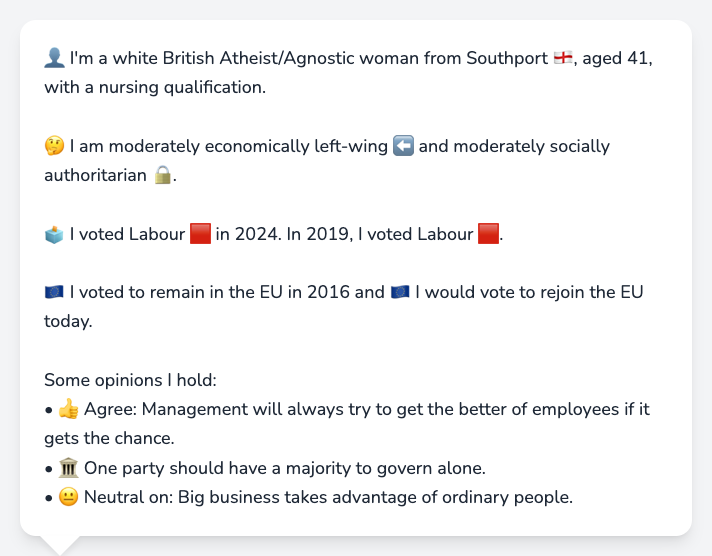 👤 I'm a white British Atheist/Agnostic woman from Southport 🏴󠁧󠁢󠁥󠁮󠁧󠁿, aged 41,
with a nursing qualification.
🤔 I am moderately economically left-wing ⬅️ and moderately socially
authoritarian 🔒.
🗳️ I voted Labour 🟥 in 2024. In 2019, I voted Labour 🟥.
🇪🇺 I voted to remain in the EU in 2016 and 🇪🇺 I would vote to rejoin the EU
today.
Some opinions I hold:
• 👍 Agree: Management will always try to get the better of employees if it
gets the chance.
• 🏛️ One party should have a majority to govern alone.
• 😐 Neutral on: Big business takes advantage of ordinary people.